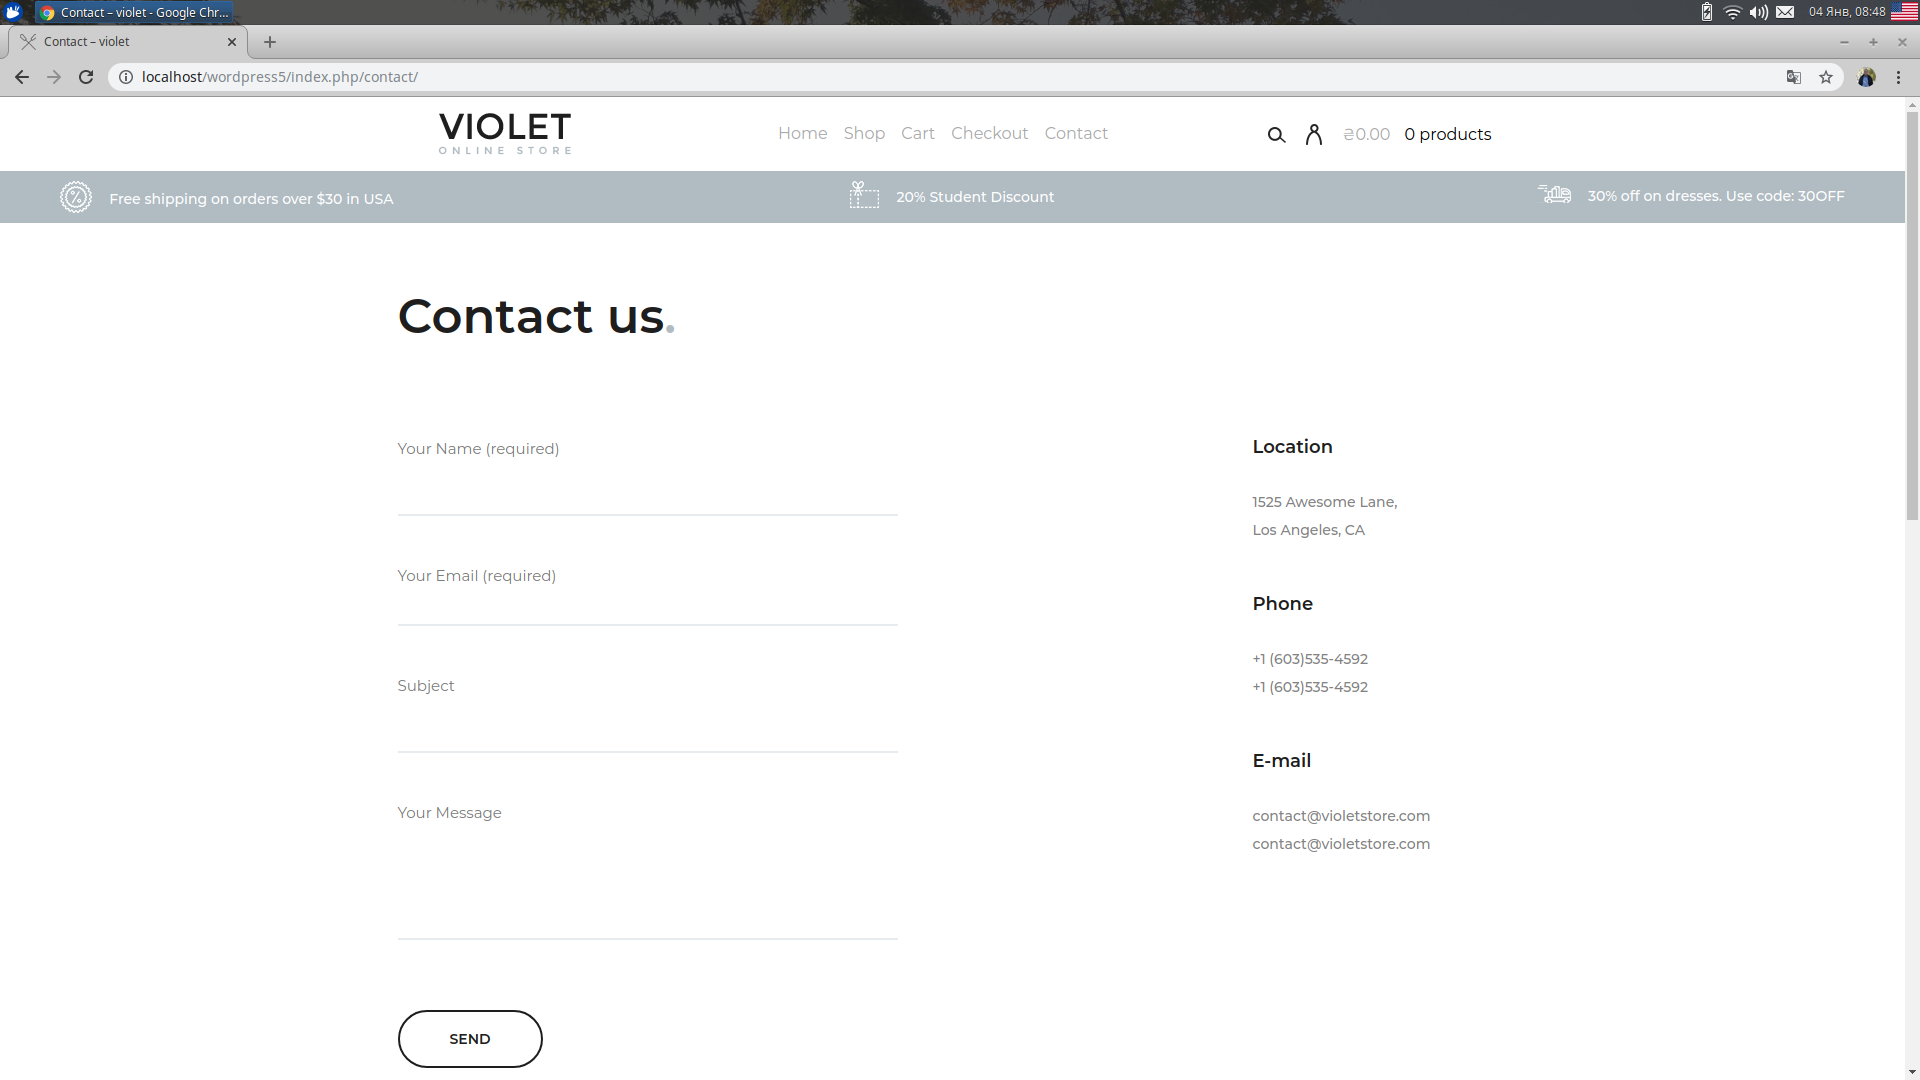 Contact – violet - Google Chr...
04 Янв, 08:48
Contact – violet
localhost/wordpress5/index.php/contact/
VIOLET
ONLINE STORE
Home Shop Cart Checkout Contact
₴0.00 0 products
Free shipping on orders over $30 in USA
20% Student Discount
30% off on dresses. Use code: 30OFF
Contact us.
Your Name (required)
Your Email (required)
Subject
Your Message
SEND
Location
1525 Awesome Lane,
Los Angeles, CA
Phone
+1 (603)535-4592
+1 (603)535-4592
E-mail
contact@violetstore.com
contact@violetstore.com